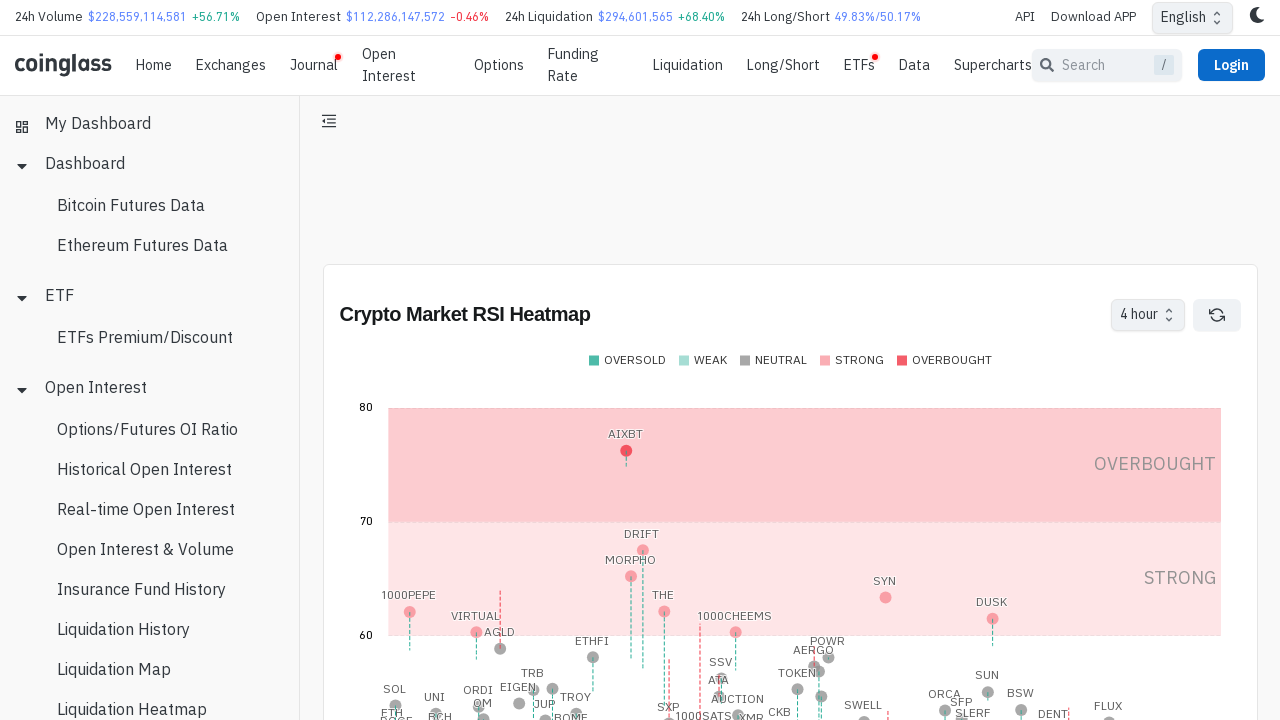 24h Volume $228,559,114,581 +56.71% Open Interest $112,286,147,572 -0.46% 24h Liquidation $294,601,565 +68.40% 24h Long/Short 49.83%/50.17% API Download APP English
coinglass Home Exchanges Journal Open Interest Options Funding Rate Liquidation Long/Short ETFs Data Supercharts Search / Login
My Dashboard
Dashboard
Bitcoin Futures Data
Ethereum Futures Data
ETF
ETFs Premium/Discount
Open Interest
Options/Futures OI Ratio
Historical Open Interest
Real-time Open Interest
Open Interest & Volume
Insurance Fund History
Liquidation History
Liquidation Map
Liquidation Heatmap
Crypto Market RSI Heatmap 4 hour
OVERSOLD WEAK NEUTRAL STRONG OVERBOUGHT
80
AIXBT
OVERBOUGHT
70
DRIFT
MORPHO
STRONG
SYN
1000PEPE THE DUSK
VIRTUAL 1000CHEEMS
AGLD
60
ETHFI POWR
AERGO
SSV
TRB TOKEN SUN
ATA
SOL EIGEN
ORDI BSW
UNI TROY AUCTION ORCA
OM JUP SFP
SXP SWELL FLUX
ETH CKB SLERF DENT
BCH BOME 1000SATS XMR
DOGE